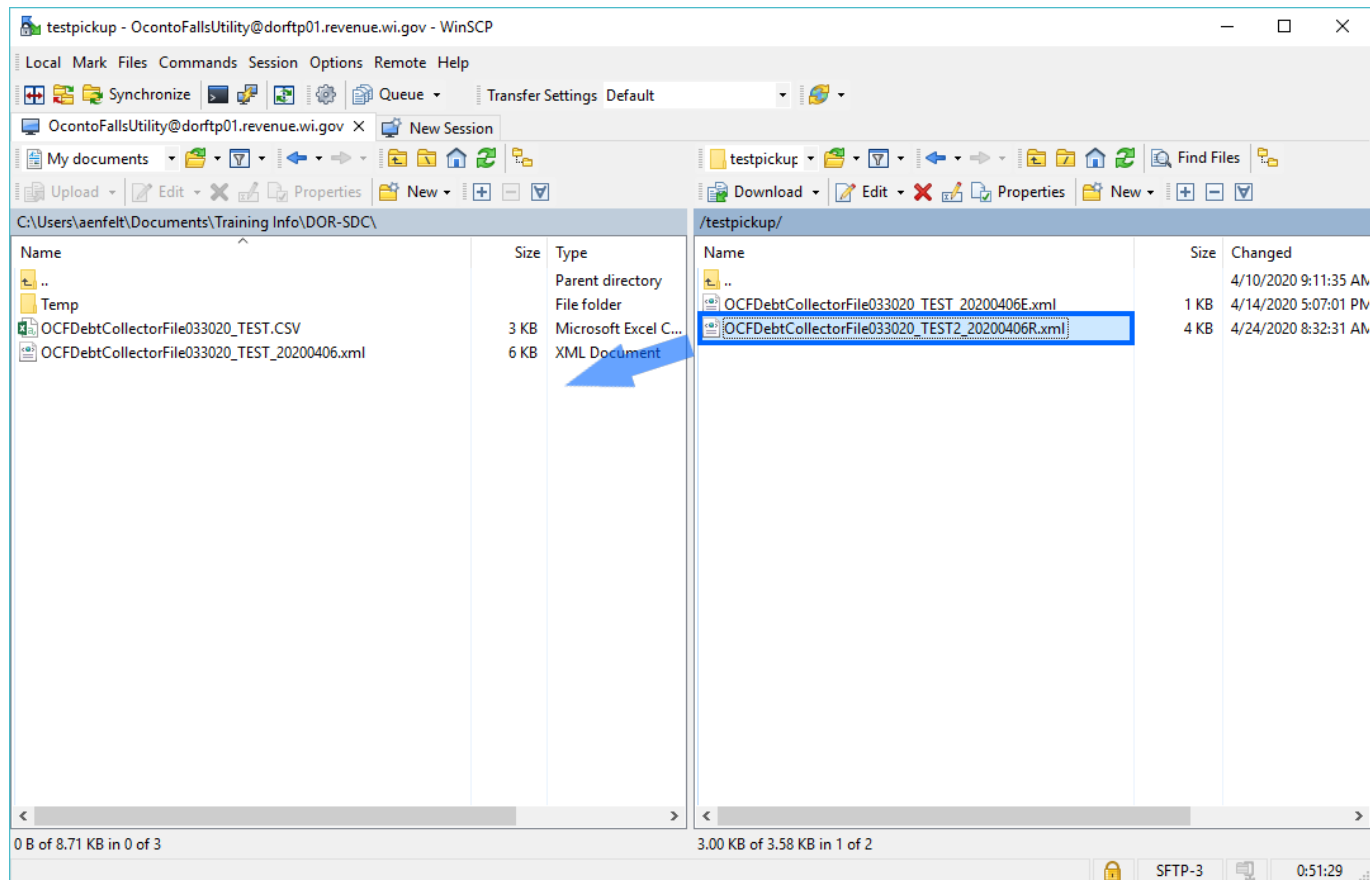 testpickup - OcontoFallsUtility@dorftp01.revenue.wi.gov - WinSCP
Local Mark Files Commands Session Options Remote Help
Synchronize Queue Transfer Settings Default
OcontoFallsUtility@dorftp01.revenue.wi.gov New Session
My documents testpickup Find Files
Upload Edit Properties New Download Edit Properties New
C:\Users\aenfelt\Documents\Training Info\DOR-SDC\ /testpickup/
Name Size Type Name Size Changed
.. Parent directory .. 4/10/2020 9:11:35 AM
Temp File folder OCFDebtCollectorFile033020_TEST_20200406E.xml 1 KB 4/14/2020 5:07:01 PM
OCFDebtCollectorFile033020_TEST.CSV 3 KB Microsoft Excel C... OCFDebtCollectorFile033020_TEST2_20200406R.xml 4 KB 4/24/2020 8:32:31 AM
OCFDebtCollectorFile033020_TEST_20200406.xml 6 KB XML Document
0 B of 8.71 KB in 0 of 3 3.00 KB of 3.58 KB in 1 of 2
SFTP-3 0:51:29